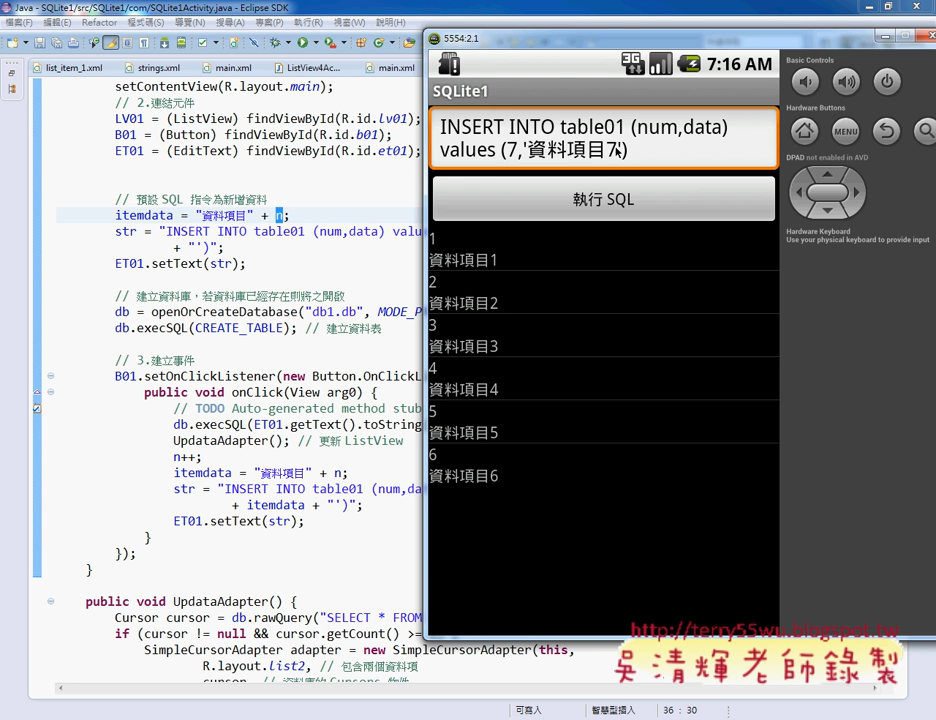 Java - SQLite1/src/SQLite1/com/SQLite1Activity.java - Eclipse SDK
檔案(F) 編輯(E) Refactor 程式碼(S) 導覽(N) 搜尋(A) 專案(P) 執行(R) 視窗(W) 說明(H)
list_item_1.xml strings.xml main.xml ListView4Ac... main.xml
setContentView(R.layout.main);
// 2.連結元件
LV01 = (ListView) findViewById(R.id.lv01);
B01 = (Button) findViewById(R.id.b01);
ET01 = (EditText) findViewById(R.id.et01);
// 預設 SQL 指令為新增資料
itemdata = "資料項目" + n;
str = "INSERT INTO table01 (num,data) valu
+ "')";
ET01.setText(str);
// 建立資料庫，若資料庫已經存在則將之開啟
db = openOrCreateDatabase("db1.db", MODE_P
db.execSQL(CREATE_TABLE); // 建立資料表
// 3.建立事件
B01.setOnClickListener(new Button.OnClickL
public void onClick(View arg0) {
// TODO Auto-generated method stub
db.execSQL(ET01.getText().toString
UpdataAdapter(); // 更新 ListView
n++;
itemdata = "資料項目" + n;
str = "INSERT INTO table01 (num,da
+ itemdata + "')";
ET01.setText(str);
}
});
}
public void UpdataAdapter() {
Cursor cursor = db.rawQuery("SELECT * FROM
if (cursor != null && cursor.getCount() >=
SimpleCursorAdapter adapter = new SimpleCursorAdapter(this,
R.layout.list2, // 包含兩個資料項
cursor, // 資料庫的 Cursors 物件
可寫入 智慧型插入 36 : 30
5554:2.1
3G 7:16 AM
SQLite1
INSERT INTO table01 (num,data)
values (7,'資料項目7')
執行 SQL
1
資料項目1
2
資料項目2
3
資料項目3
4
資料項目4
5
資料項目5
6
資料項目6
Basic Controls
Hardware Buttons
MENU
DPAD not enabled in AVD
Hardware Keyboard
Use your physical keyboard to provide input
http://terry55wu.blogspot.tw
吳清輝老師錄製